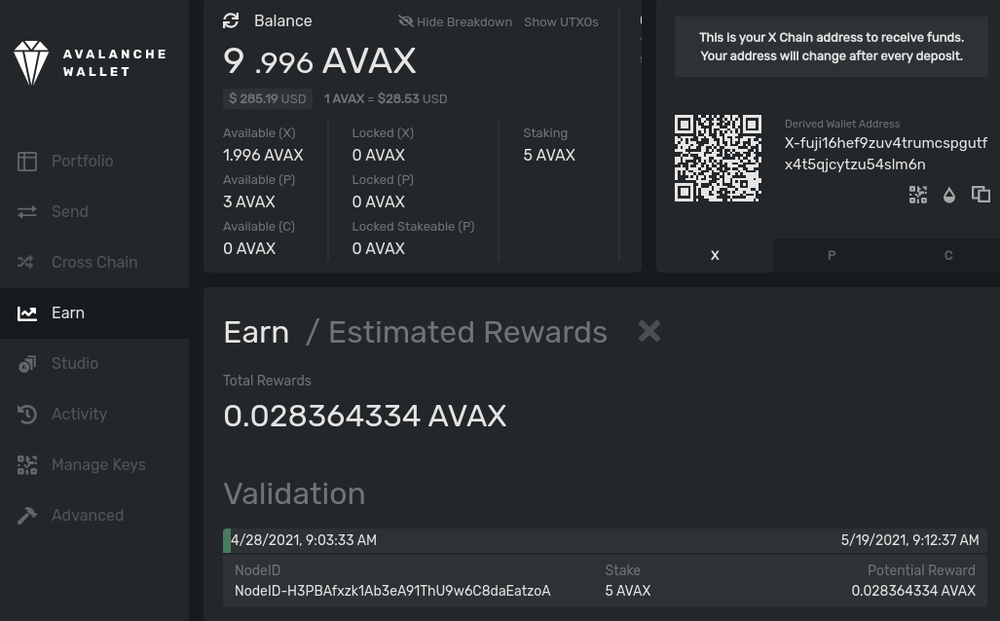 AVALANCHE
WALLET
Portfolio
Send
Cross Chain
Earn
Studio
Activity
Manage Keys
Advanced
Balance
Hide Breakdown Show UTXOs
9 .996 AVAX
$ 285.19 USD 1 AVAX = $28.53 USD
Available (X) Locked (X) Staking
1.996 AVAX 0 AVAX 5 AVAX
Available (P) Locked (P)
3 AVAX 0 AVAX
Available (C) Locked Stakeable (P)
0 AVAX 0 AVAX
This is your X Chain address to receive funds.
Your address will change after every deposit.
Derived Wallet Address
X-fuji16hef9zuv4trumcspgutf
x4t5qjcytzu54slm6n
X P C
Earn / Estimated Rewards
Total Rewards
0.028364334 AVAX
Validation
4/28/2021, 9:03:33 AM 5/19/2021, 9:12:37 AM
NodeID Stake Potential Reward
NodeID-H3PBAfxzk1Ab3eA91ThU9w6C8daEatzoA 5 AVAX 0.028364334 AVAX